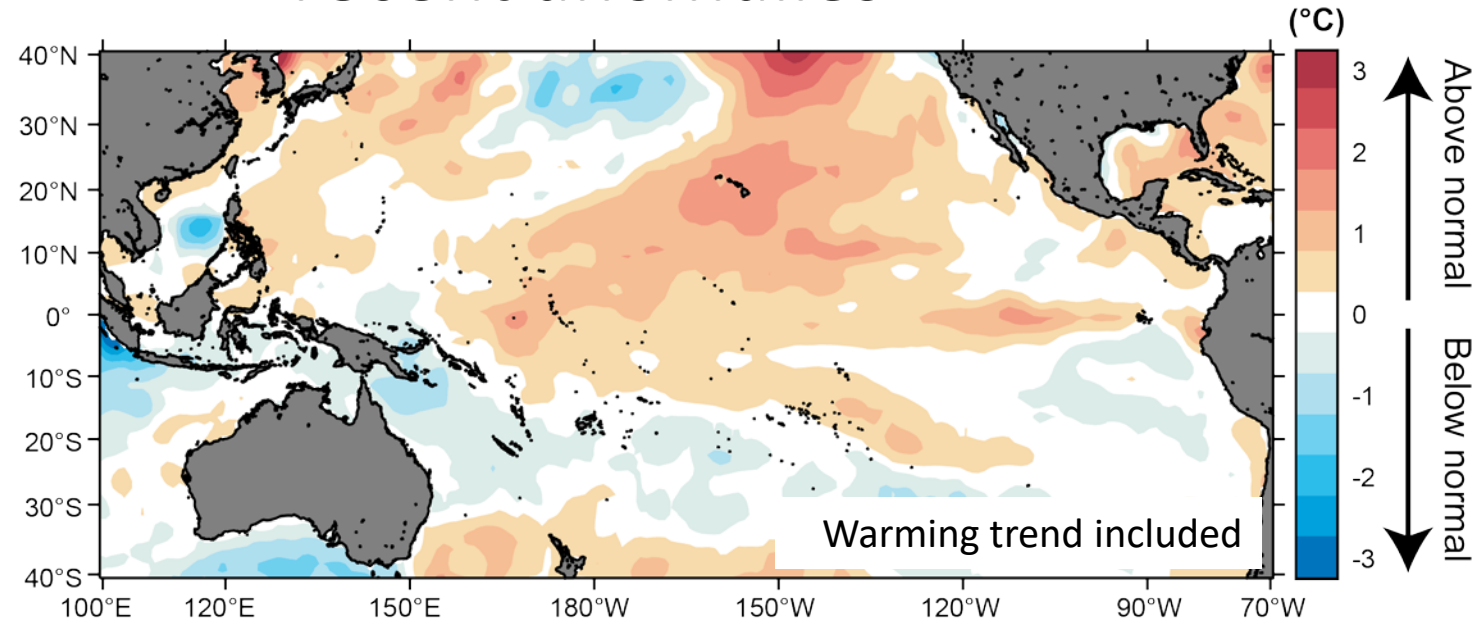 (°C)
40°N
30°N
20°N
10°N
0°
10°S
20°S
30°S
40°S
100°E 120°E 150°E 180°W 150°W 120°W 90°W 70°W
3
2
1
0
-1
-2
-3
Above normal
Below normal
Warming trend included